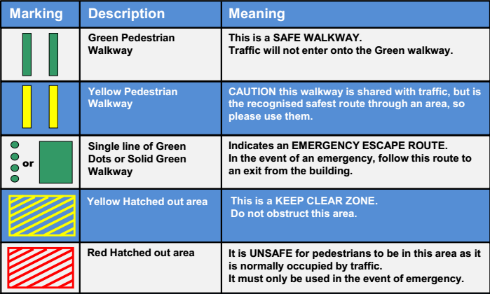 Marking Description Meaning
Green Pedestrian
Walkway
This is a SAFE WALKWAY.
Traffic will not enter onto the Green walkway.
Yellow Pedestrian
Walkway
CAUTION this walkway is shared with traffic, but is
the recognised safest route through an area, so
please use them.
or
Single line of Green
Dots or Solid Green
Walkway
Indicates an EMERGENCY ESCAPE ROUTE.
In the event of an emergency, follow this route to
an exit from the building.
Yellow Hatched out area
This is a KEEP CLEAR ZONE.
Do not obstruct this area.
Red Hatched out area
It is UNSAFE for pedestrians to be in this area as it
is normally occupied by traffic.
It must only be used in the event of emergency.